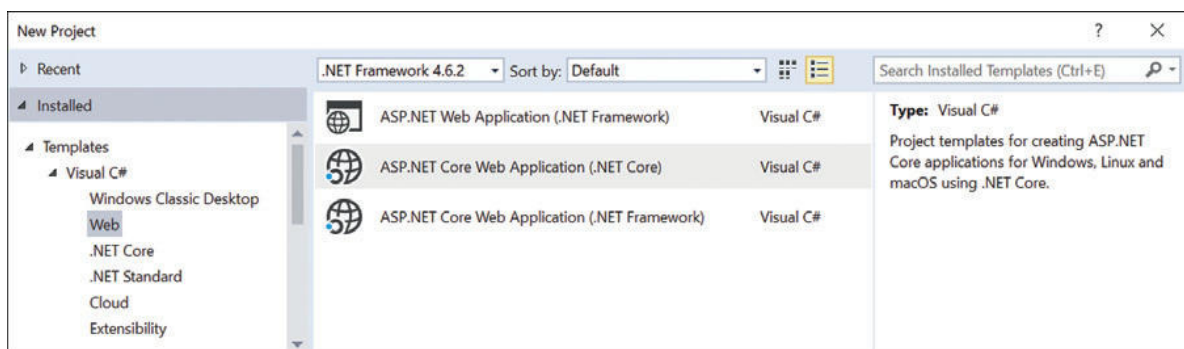 New Project
?
Recent
.NET Framework 4.6.2
Sort by: Default
Search Installed Templates (Ctrl+E)
Installed
Templates
Visual C#
Windows Classic Desktop
Web
.NET Core
.NET Standard
Cloud
Extensibility
ASP.NET Web Application (.NET Framework) Visual C#
ASP.NET Core Web Application (.NET Core) Visual C#
ASP.NET Core Web Application (.NET Framework) Visual C#
Type: Visual C#
Project templates for creating ASP.NET
Core applications for Windows, Linux and
macOS using .NET Core.